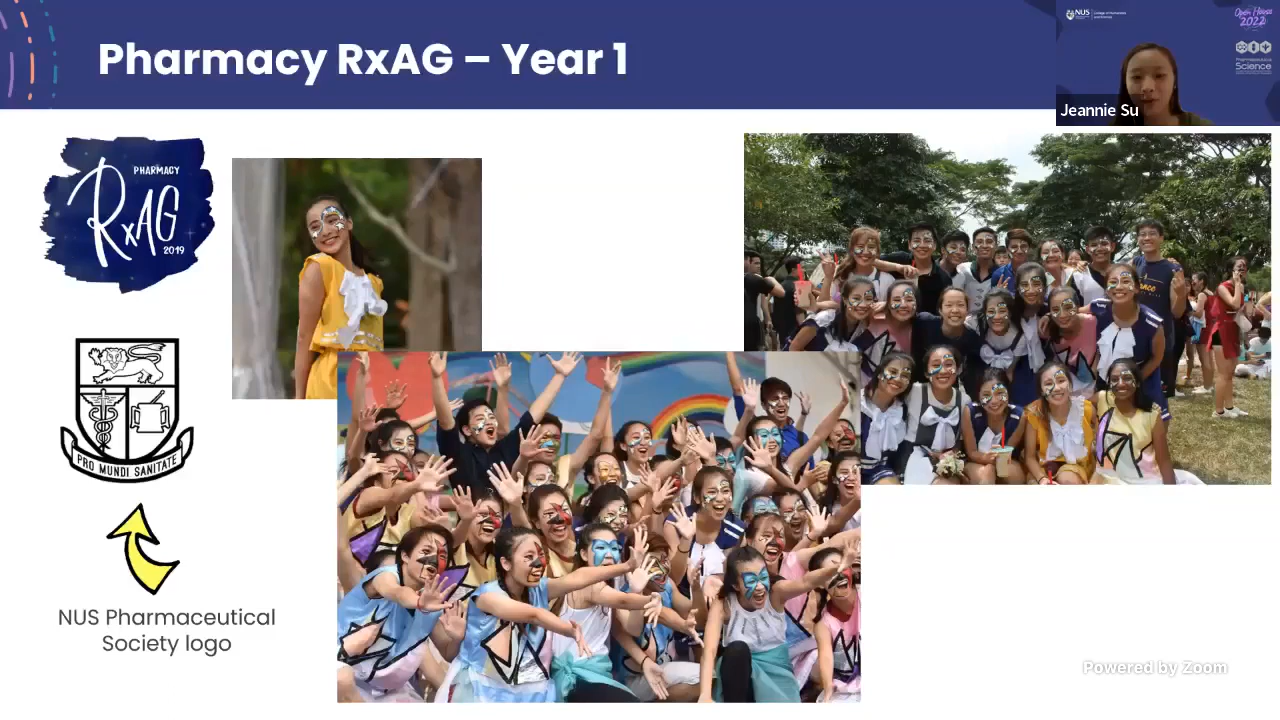 Pharmacy RxAG – Year 1
NUS
Open House
2022
Pharmaceutical
Science
Jeannie Su
PHARMACY
RxAG
2019
PRO MUNDI SANITATE
NUS Pharmaceutical
Society logo
Powered by Zoom